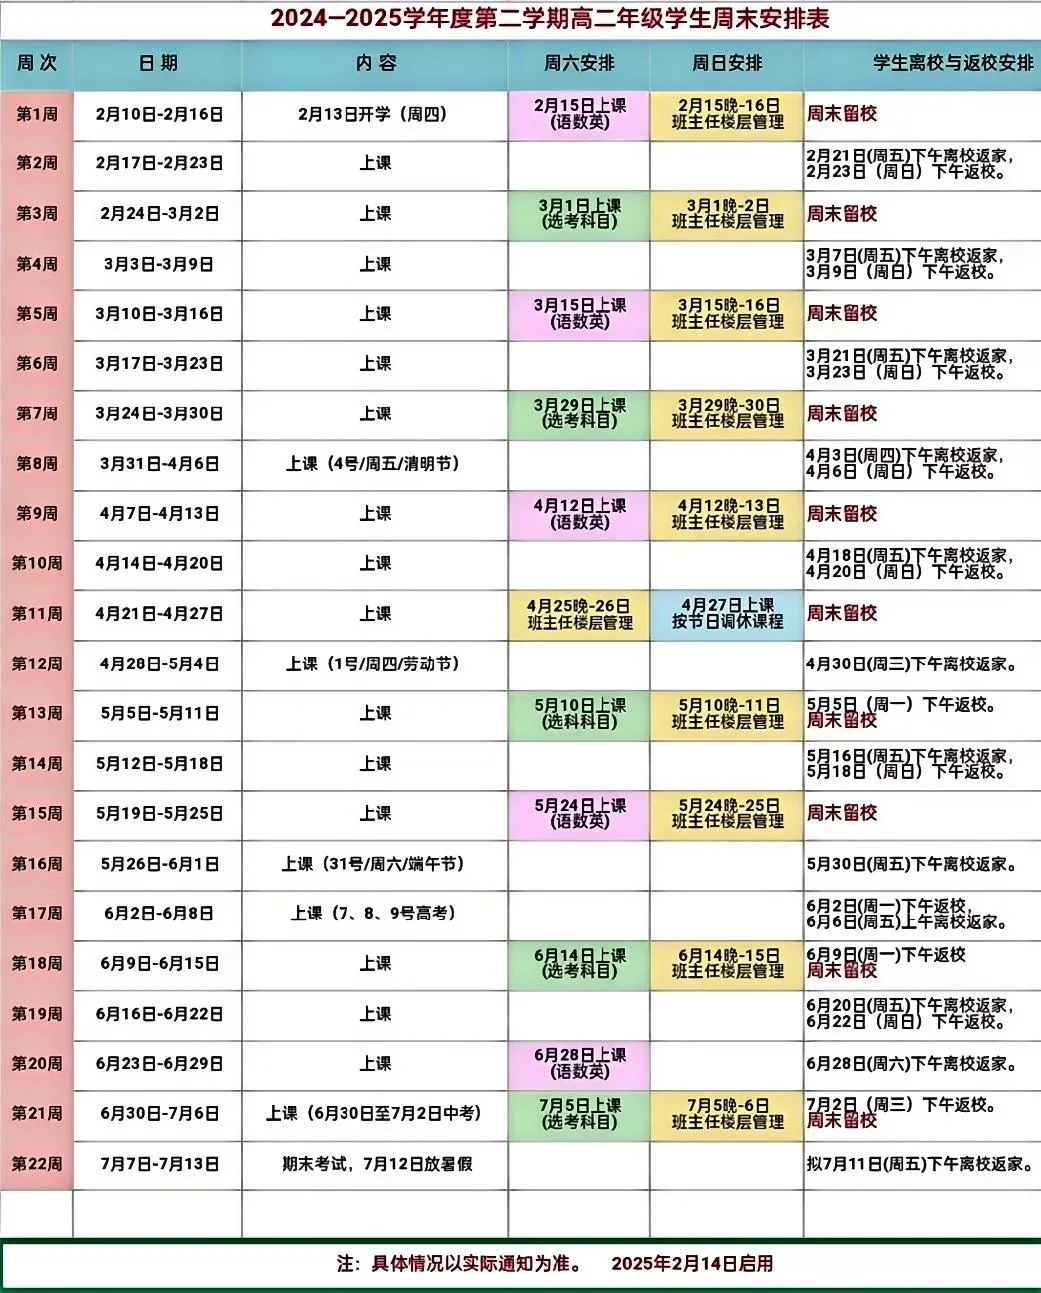 2024—2025学年度第二学期高二年级学生周末安排表
周 次 日 期 内 容 周六安排 周日安排 学生离校与返校安排
第1周 2月10日-2月16日 2月13日开学（周四） 2月15日上课 2月15晚-16日 周末留校
(语数英) 班主任楼层管理
第2周 2月17日-2月23日 上课 2月21日(周五)下午离校返家，
2月23日（周日）下午返校。
第3周 2月24日-3月2日 上课 3月1日上课 3月1晚-2日 周末留校
(选考科目) 班主任楼层管理
第4周 3月3日-3月9日 上课 3月7日(周五)下午离校返家，
3月9日（周日）下午返校。
第5周 3月10日-3月16日 上课 3月15日上课 3月15晚-16日 周末留校
(语数英) 班主任楼层管理
第6周 3月17日-3月23日 上课 3月21日(周五)下午离校返家，
3月23日（周日）下午返校。
第7周 3月24日-3月30日 上课 3月29日上课 3月29晚-30日 周末留校
(选考科目) 班主任楼层管理
第8周 3月31日-4月6日 上课（4号/周五/清明节） 4月3日(周四)下午离校返家，
4月6日（周日）下午返校。
第9周 4月7日-4月13日 上课 4月12日上课 4月12晚-13日 周末留校
(语数英) 班主任楼层管理
第10周 4月14日-4月20日 上课 4月18日(周五)下午离校返家，
4月20日（周日）下午返校。
第11周 4月21日-4月27日 上课 4月25晚-26日 4月27日上课 周末留校
班主任楼层管理 按节日调休课程
第12周 4月28日-5月4日 上课（1号/周四/劳动节） 4月30日(周三)下午离校返家。
第13周 5月5日-5月11日 上课 5月10日上课 5月10晚-11日 5月5日（周一）下午返校。
(选科科目) 班主任楼层管理 周末留校
第14周 5月12日-5月18日 上课 5月16日(周五)下午离校返家，
5月18日（周日）下午返校。
第15周 5月19日-5月25日 上课 5月24日上课 5月24晚-25日 周末留校
(语数英) 班主任楼层管理
第16周 5月26日-6月1日 上课（31号/周六/端午节） 5月30日(周五)下午离校返家。
第17周 6月2日-6月8日 上课（7、8、9号高考） 6月2日(周一)下午返校，
6月6日(周五)上午离校返家。
第18周 6月9日-6月15日 上课 6月14日上课 6月14晚-15日 6月9日(周一)下午返校
(选考科目) 班主任楼层管理 周末留校
第19周 6月16日-6月22日 上课 6月20日(周五)下午离校返家，
6月22日（周日）下午返校。
第20周 6月23日-6月29日 上课 6月28日上课 6月28日(周六)下午离校返家。
(语数英)
第21周 6月30日-7月6日 上课（6月30日至7月2日中考） 7月5日上课 7月5晚-6日 7月2日（周三）下午返校。
(选考科目) 班主任楼层管理 周末留校
第22周 7月7日-7月13日 期末考试，7月12日放暑假 拟7月11日(周五)下午离校返家。
注：具体情况以实际通知为准。 2025年2月14日启用